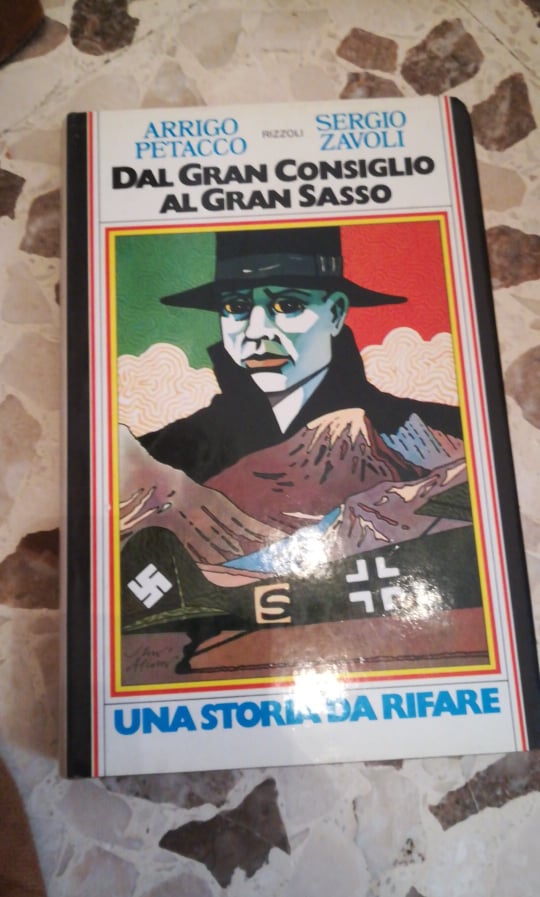 ARRIGO
PETACCO
RIZZOLI
SERGIO
ZAVOLI
DAL GRAN CONSIGLIO
AL GRAN SASSO
S
UNA STORIA DA RIFARE